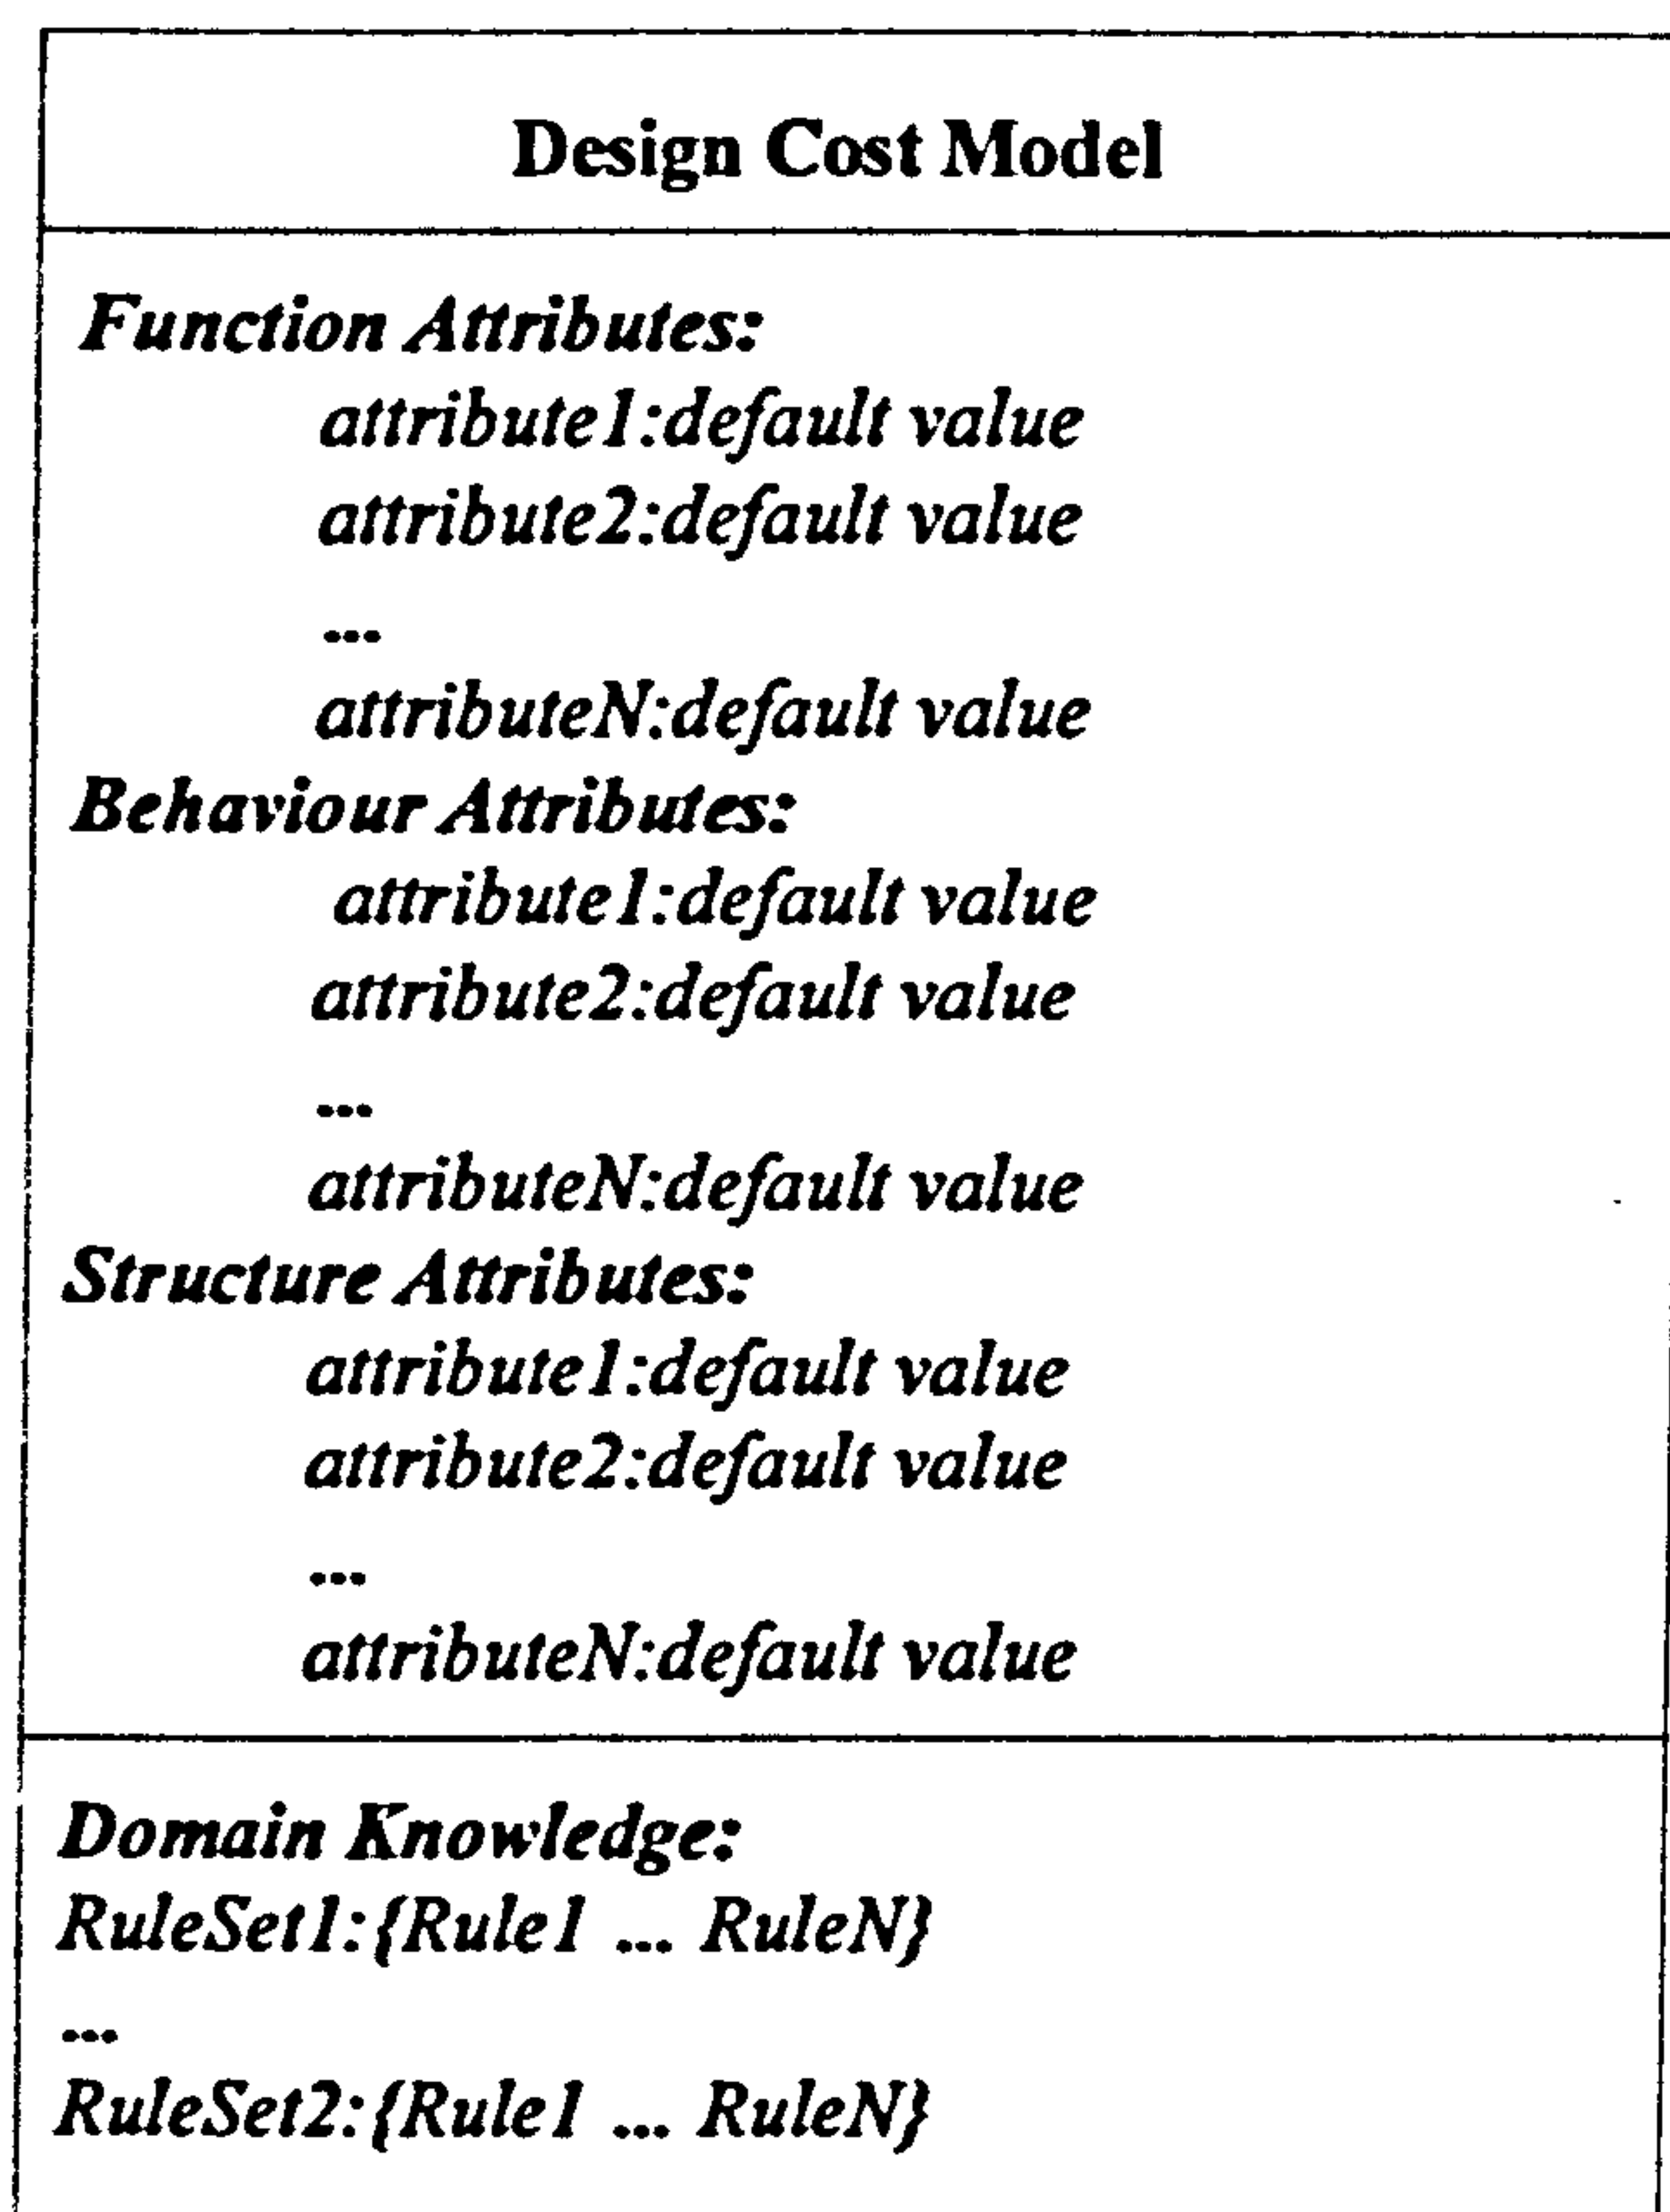 Design Cost Model
Function Attributes:
attribute1:default value
attribute2:default value
...
attributeN:default value
Behaviour Attributes:
attribute1:default value
attribute2:default value
...
attributeN:default value
Structure Attributes:
attribute1:default value
attribute2:default value
...
attributeN:default value
Domain Knowledge:
RuleSet1:{Rule1 ... RuleN}
...
RuleSet2:{Rule1 ... RuleN}